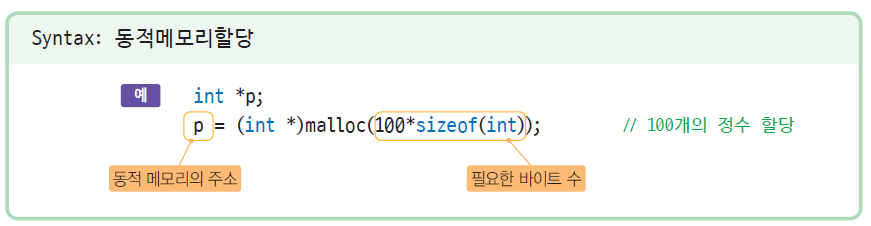 Syntax: 동적메모리할당
예 int *p;
p = (int *)malloc(100*sizeof(int)); // 100개의 정수 할당
동적 메모리의 주소 필요한 바이트 수